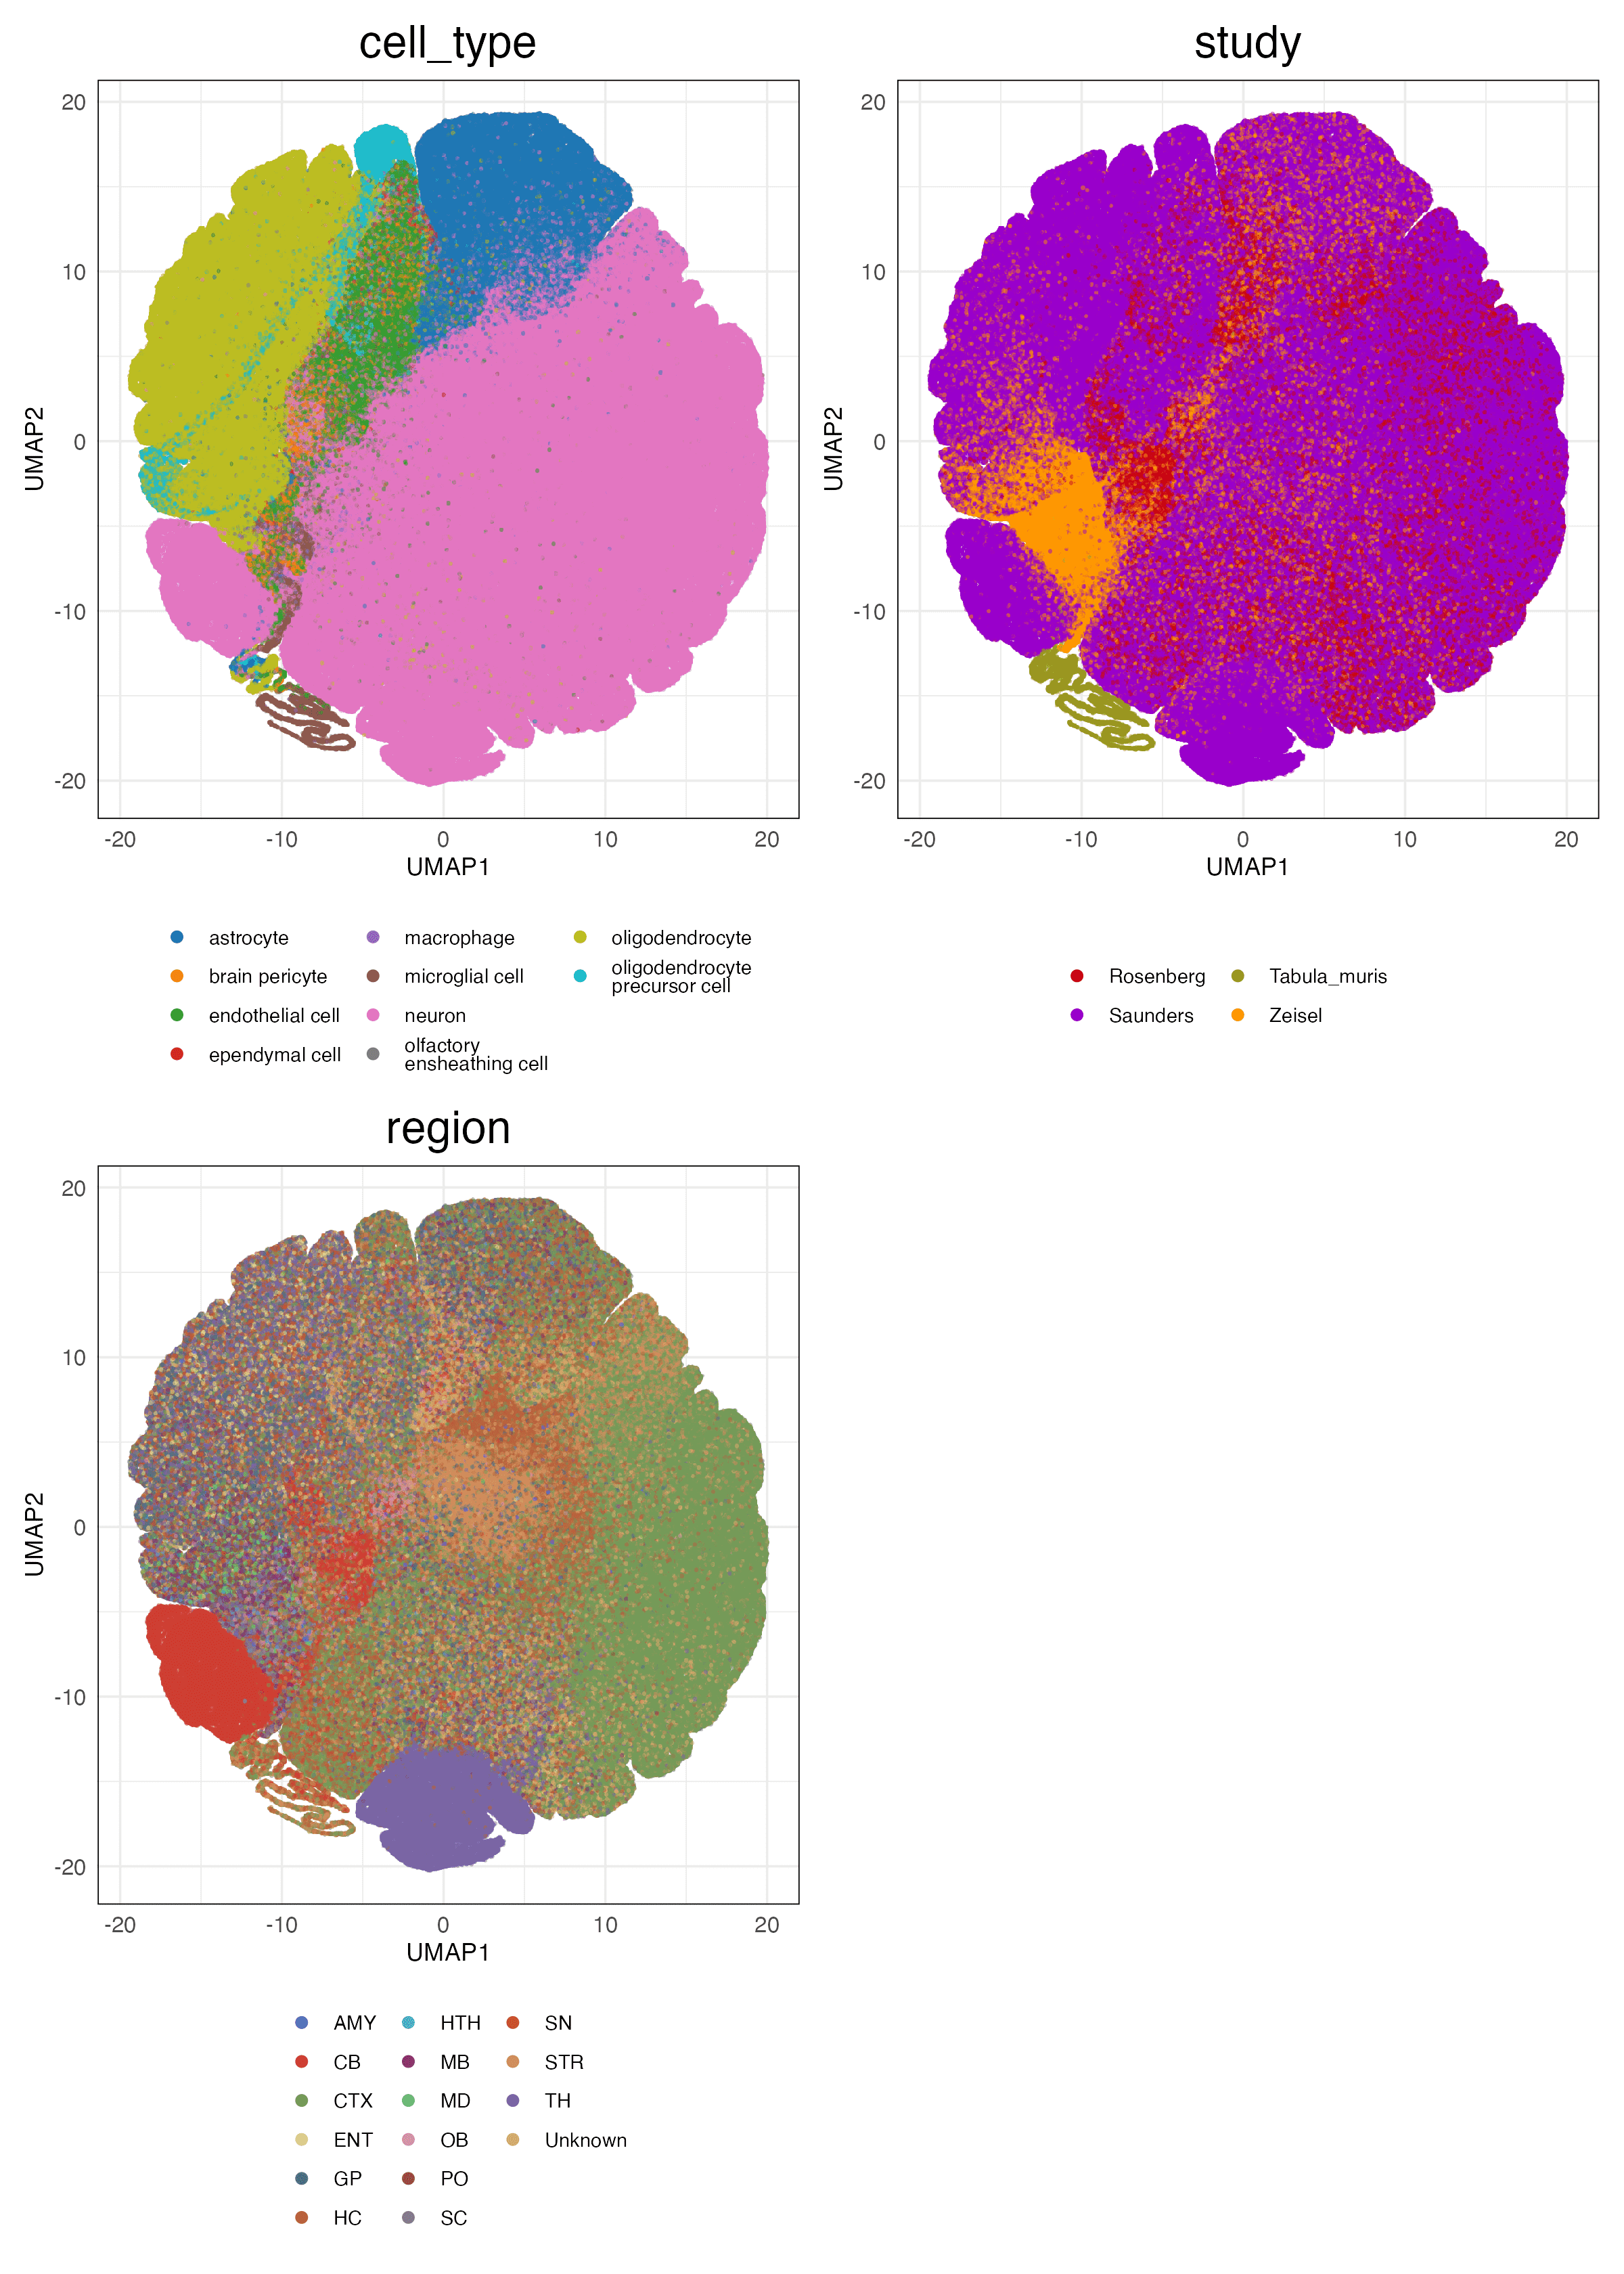 cell_type
study
20
10
0
-10
-20
UMAP2
-20
-10
0
10
20
UMAP1
20
10
0
-10
-20
UMAP2
-20
-10
0
10
20
UMAP1
astrocyte
brain pericyte
endothelial cell
ependymal cell
macrophage
microglial cell
neuron
olfactory
ensheathing cell
oligodendrocyte
oligodendrocyte
precursor cell
Rosenberg
Saunders
Tabula_muris
Zeisel
region
20
10
0
-10
-20
UMAP2
-20
-10
0
10
20
UMAP1
AMY
CB
CTX
ENT
GP
HC
HTH
MB
MD
OB
PO
SC
SN
STR
TH
Unknown